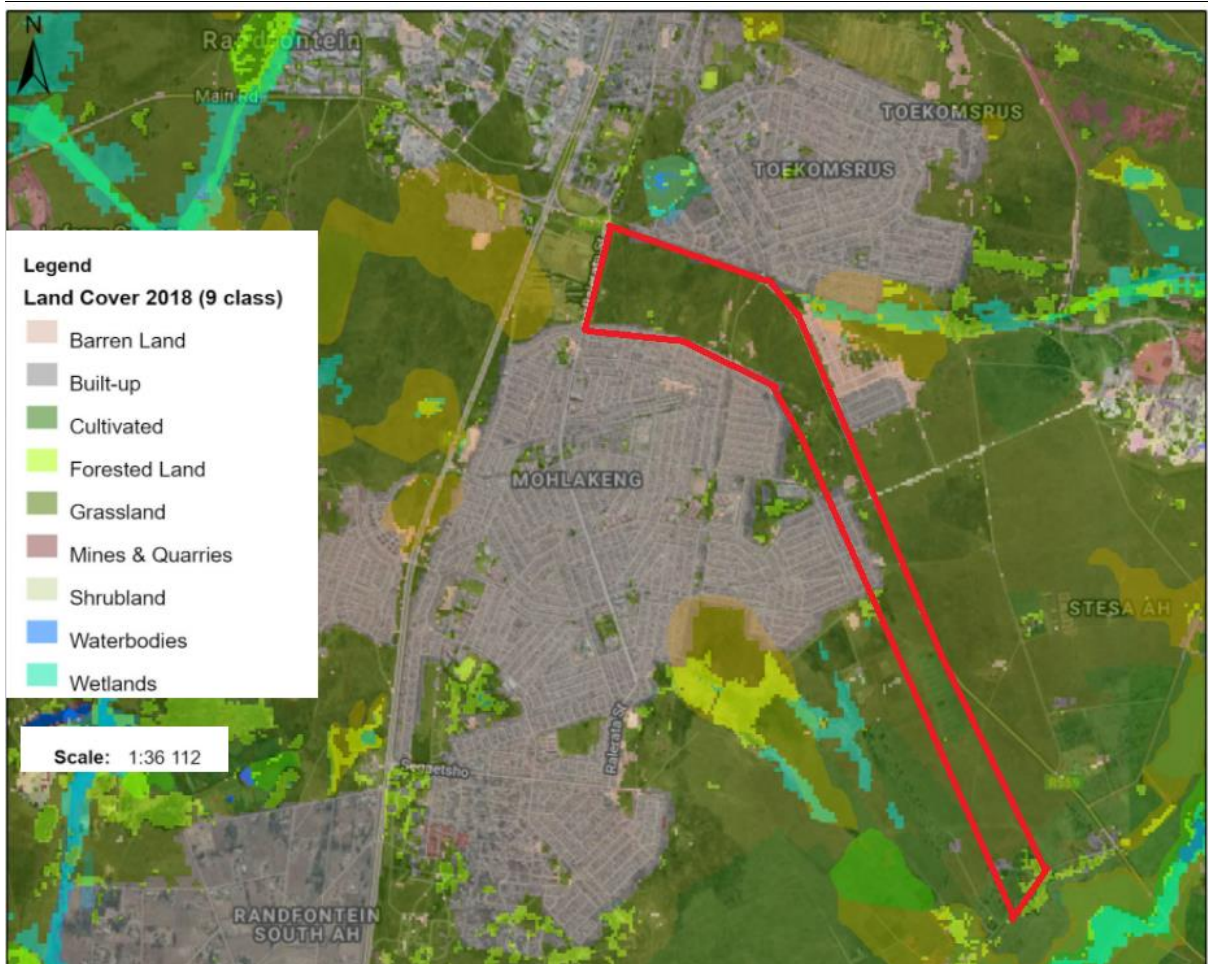 N
Randfontein
Main Rd
TOEKOMSRUS
TOEKOMSRUS
Legend
Land Cover 2018 (9 class)
Barren Land
Built-up
Cultivated
Forested Land
Grassland
Mines & Quarries
Shrubland
Waterbodies
Wetlands
MOHLAKENG
STESA AH
Ralerata St
Scale: 1:36 112
RANDFONTEIN
SOUTH AH